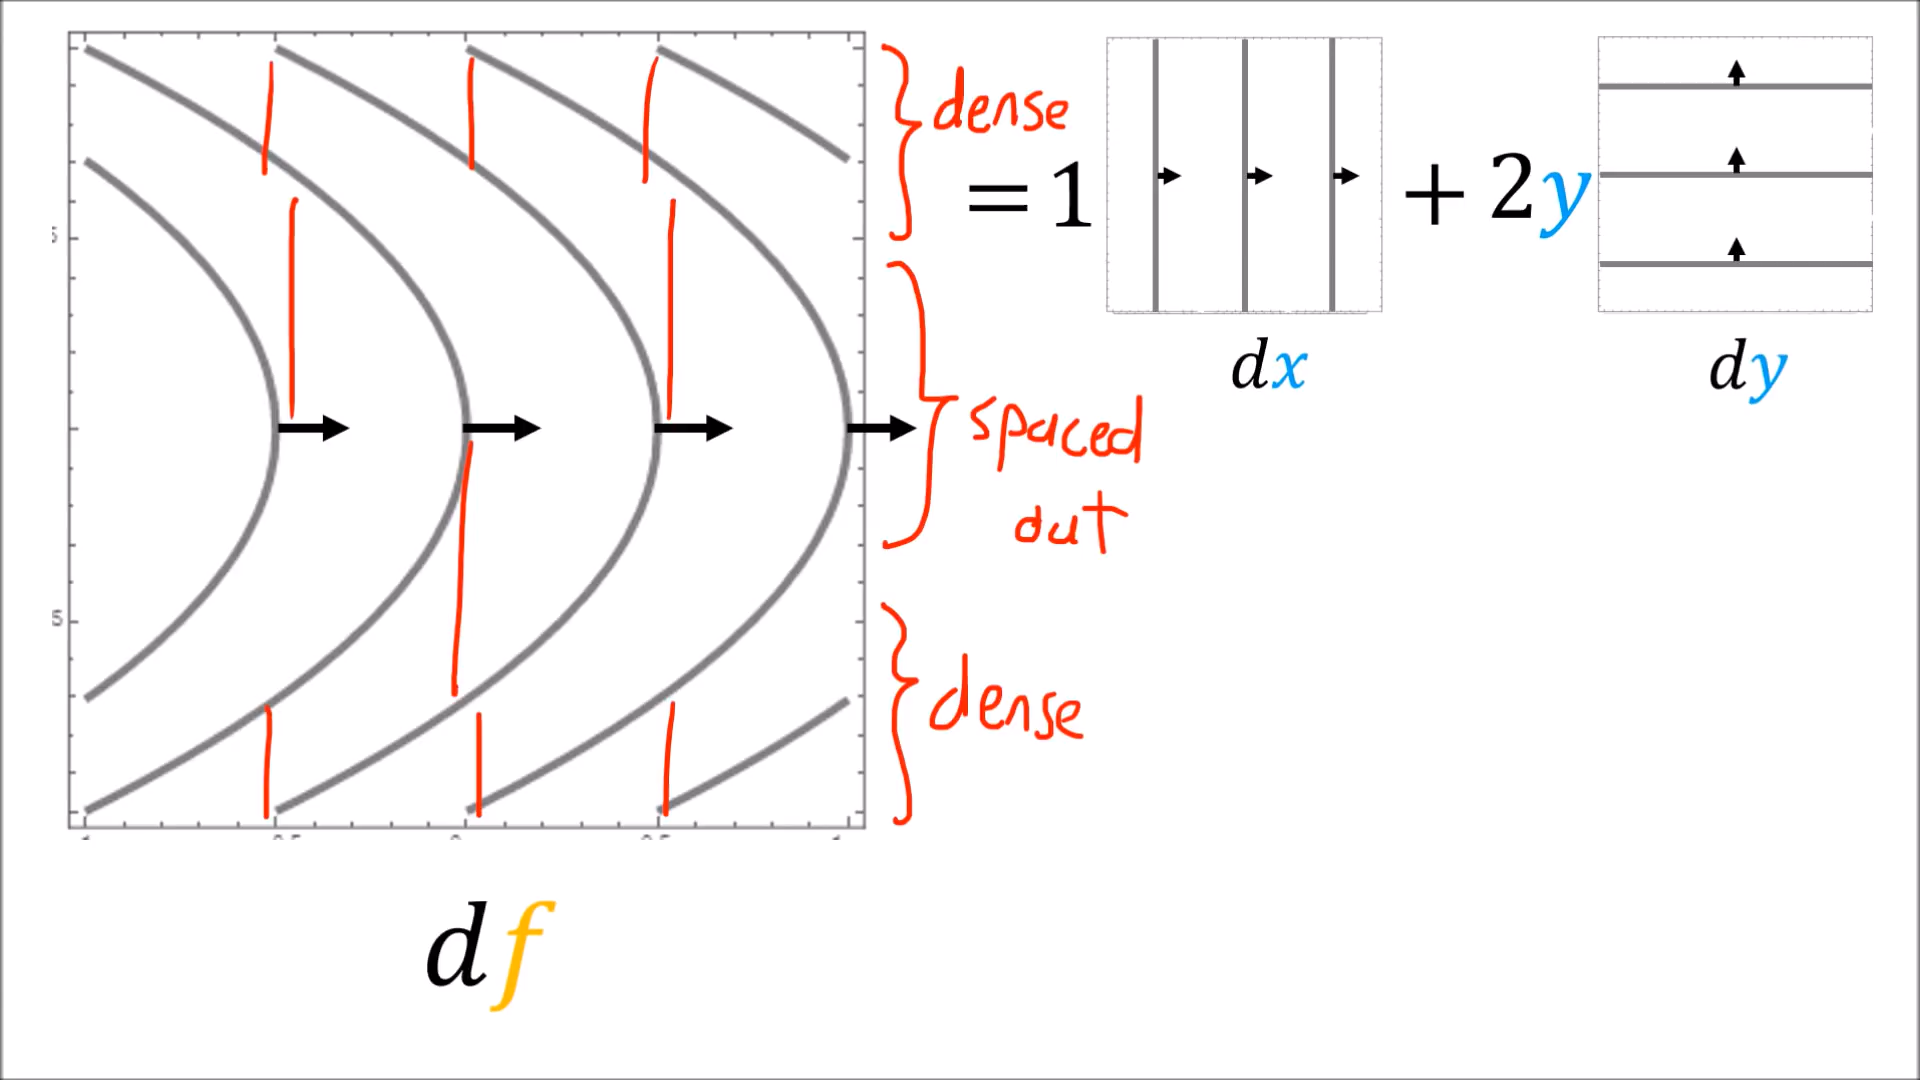 dense
= 1
+ 2y
dx
dy
spaced
out
dense
df